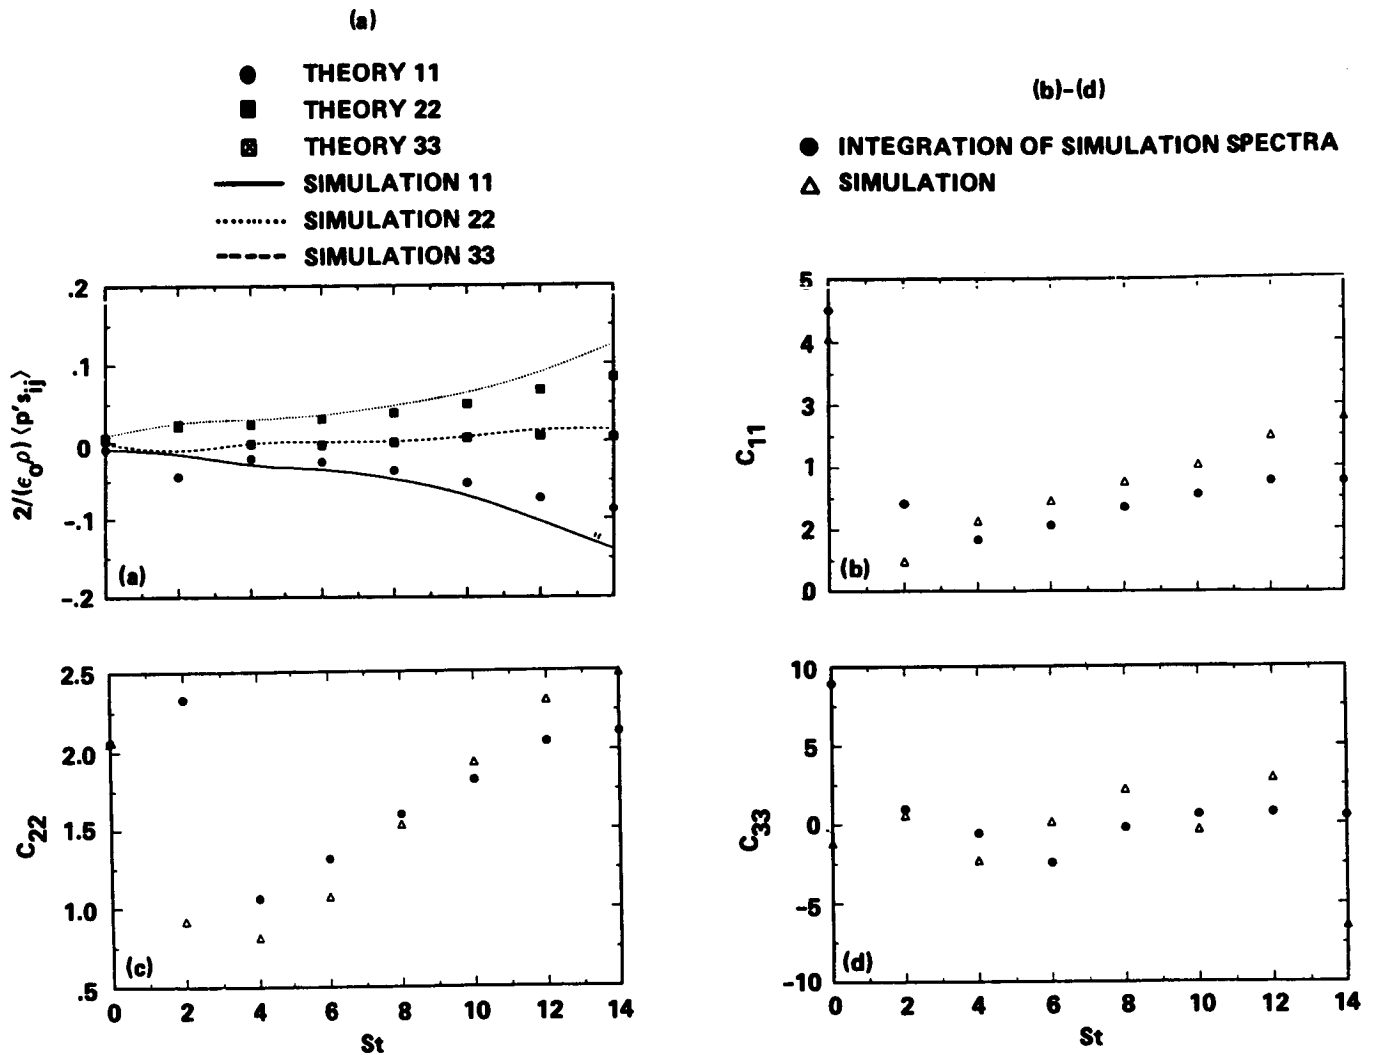 (a)
THEORY 11
THEORY 22
THEORY 33
SIMULATION 11
SIMULATION 22
SIMULATION 33
(b)-(d)
INTEGRATION OF SIMULATION SPECTRA
SIMULATION
2/(ϵoρ) ⟨p's_ij⟩
.2
.1
0
-.1
-.2
(a)
C11
5
4
3
1
2
0
(b)
C22
2.5
2.0
1.5
1.0
.5
(c)
0 2 4 6 8 10 12 14
St
C33
10
5
0
-5
-10
(d)
0 2 4 6 8 10 12 14
St